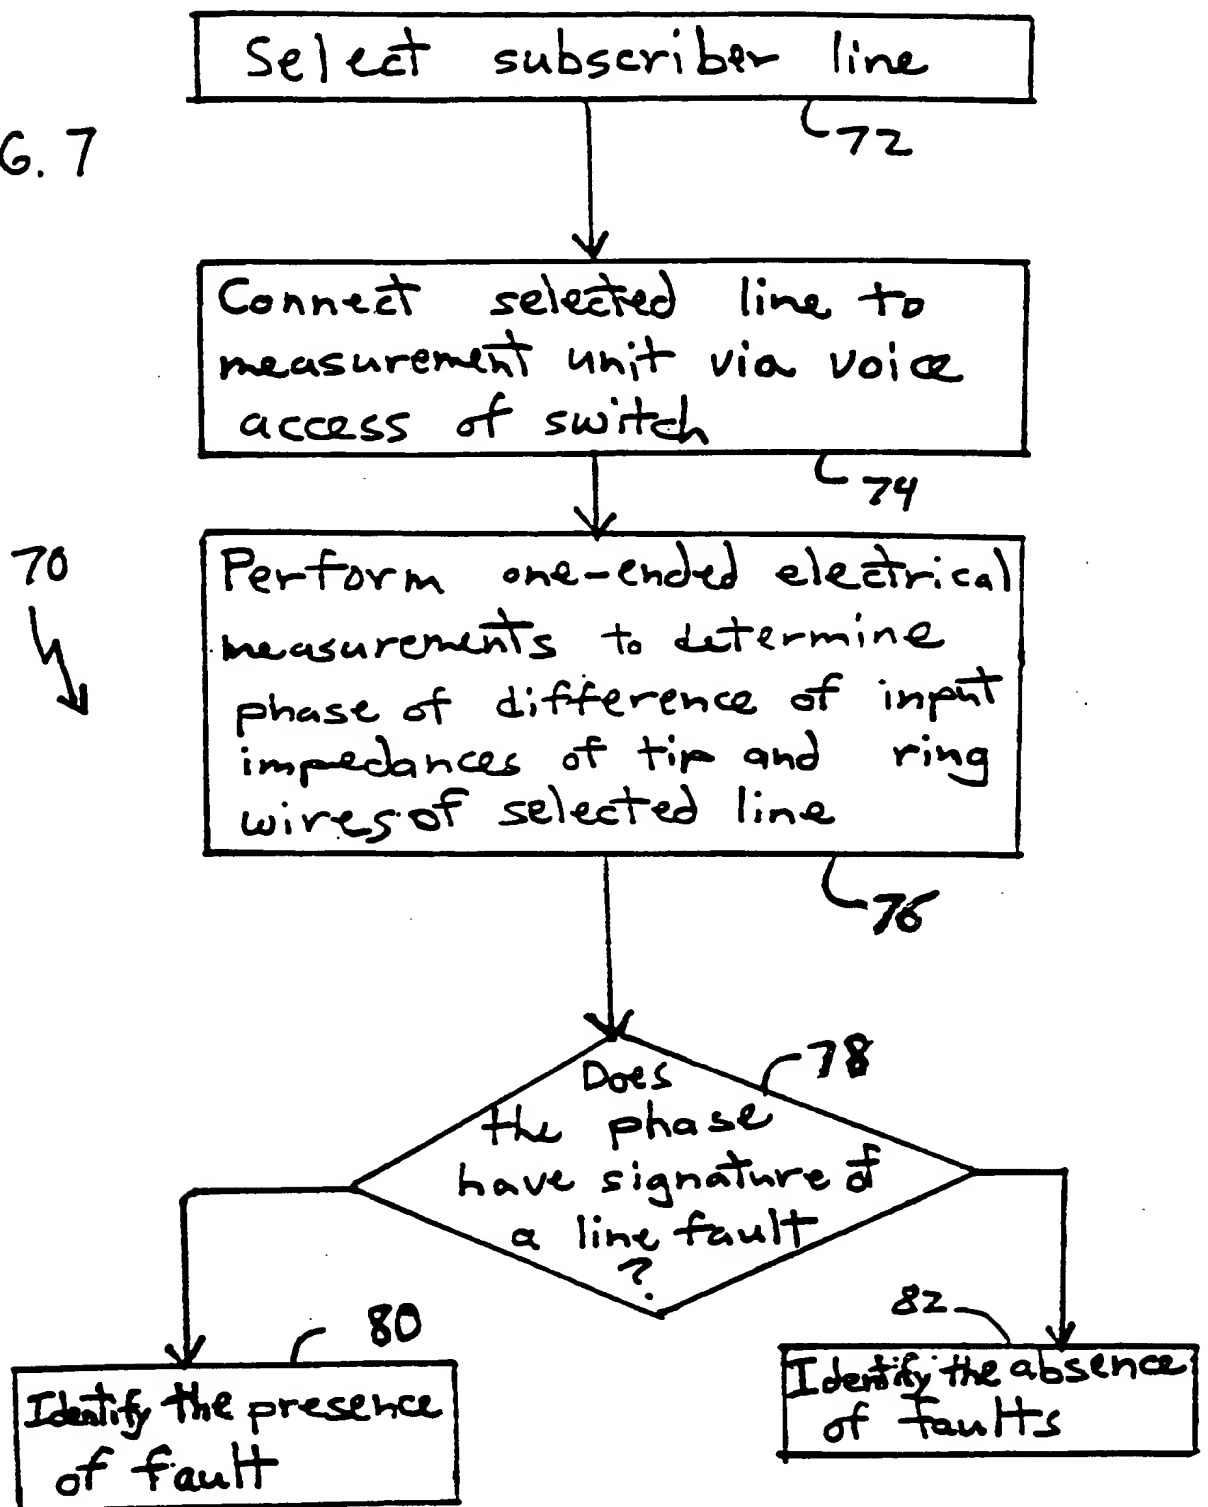 Select subscriber line
72
G. 7
Connect selected line to
measurement unit via voice
access of switch
74
70
Perform one-ended electrical
measurements to determine
phase of difference of input
impedances of tip and ring
wires of selected line
76
78
Does
the phase
have signature of
a line fault
?
80
82
Identify the presence
of fault
Identify the absence
of faults